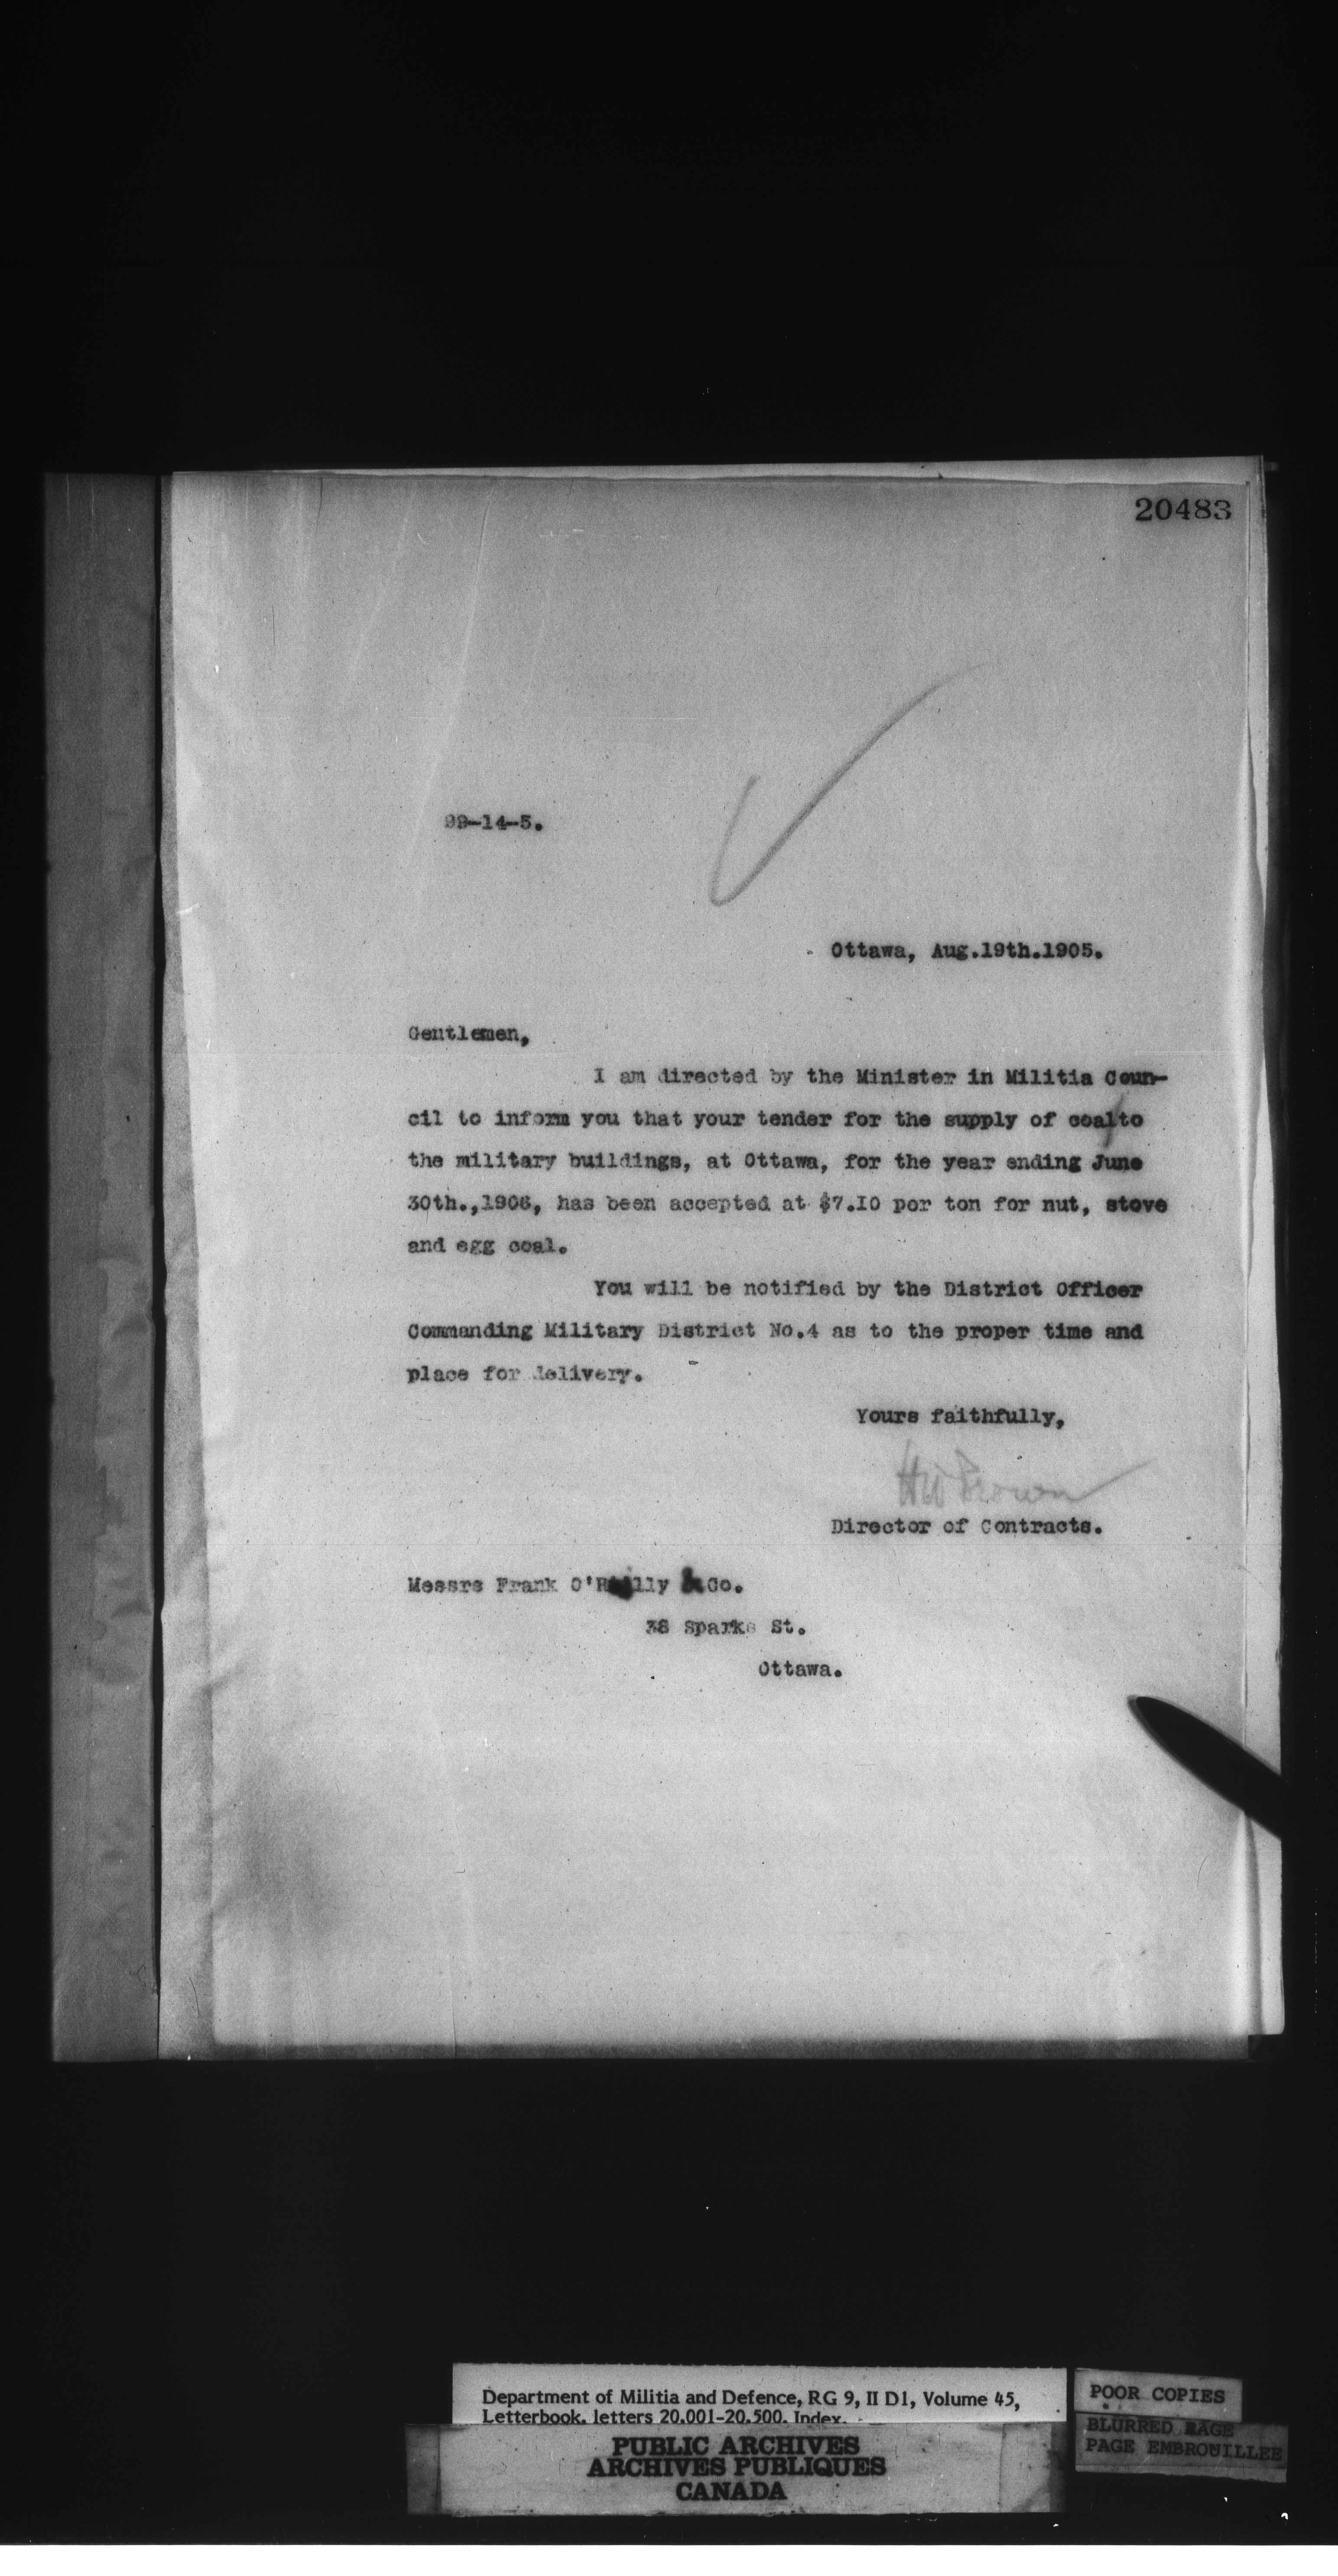 20483
99-14-5.
Ottawa, Aug.19th.1905.
Gentlemen,
I am directed by the Minister in Militia Coun-
cil to inform you that your tender for the supply of coal/to
the military buildings, at Ottawa, for the year ending June
30th.,1906, has been accepted at $7.10 per ton for nut, stove
and egg coal.
You will be notified by the District Officer
Commanding Military District No.4 as to the proper time and
place for delivery.
Yours faithfully,
HW Brown
Director of Contracts.
Messrs Frank O'Reilly & Co.
38 Sparks St.
Ottawa.
Department of Militia and Defence, RG 9, II D1, Volume 45,
Letterbook, letters 20,001-20,500. Index.
PUBLIC ARCHIVES
ARCHIVES PUBLIQUES
CANADA
POOR COPIES
BLURRED PAGE
PAGE EMBROUILLEE